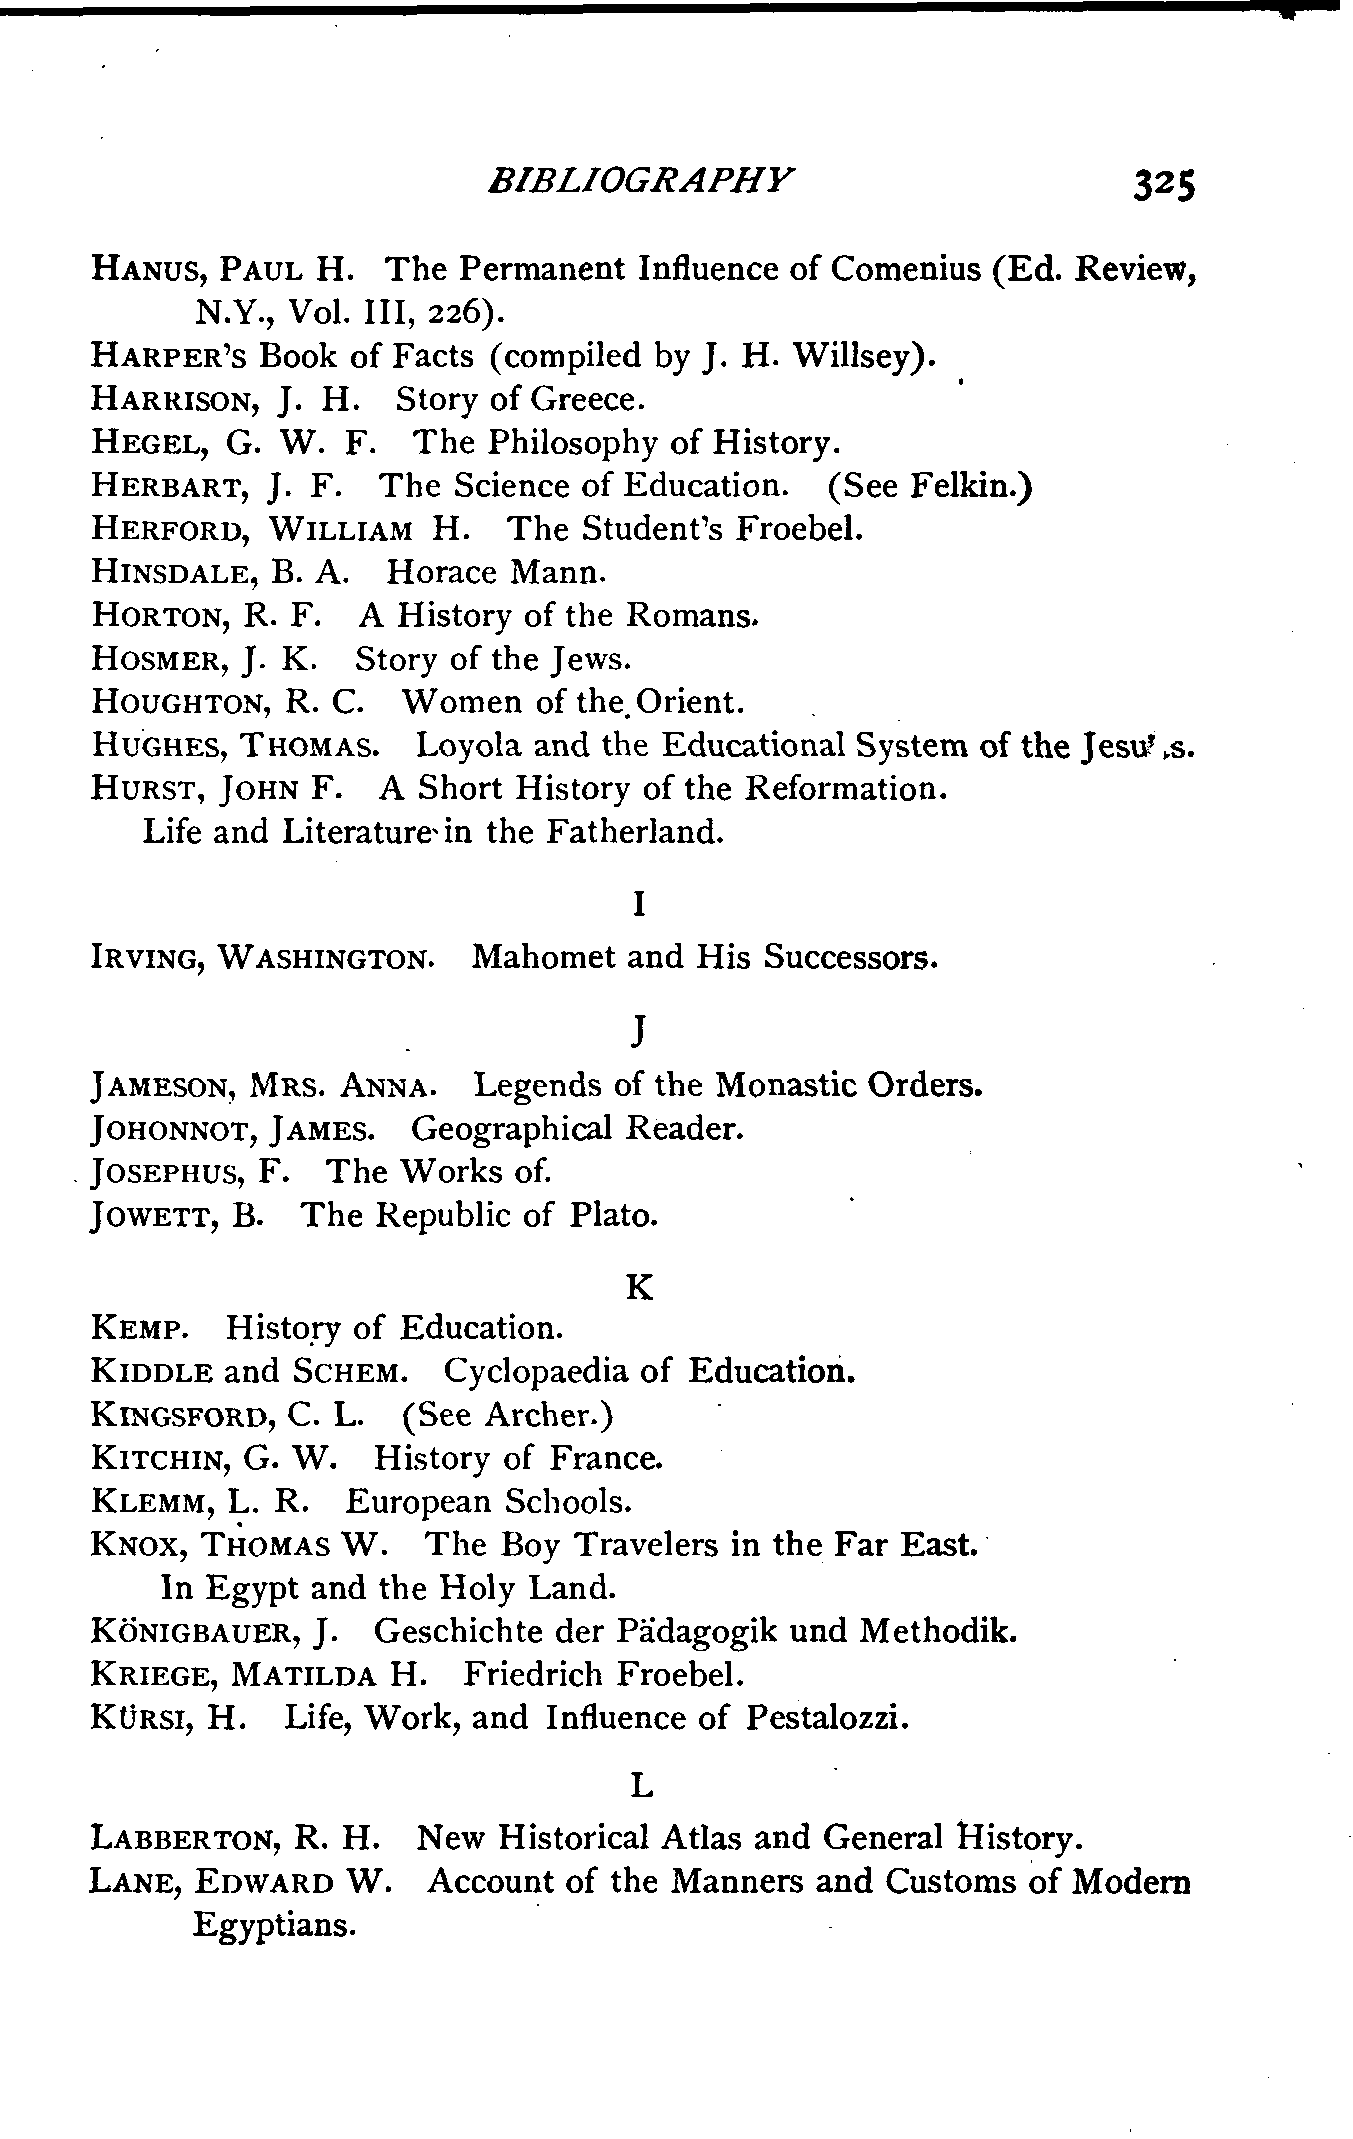 BIBLIOGRAPHY 325
HANUS, PAUL H. The Permanent Influence of Comenius (Ed. Review,
N.Y., Vol. III, 226).
HARPER'S Book of Facts (compiled by J. H. Willsey).
HARRISON, J. H. Story of Greece.
HEGEL, G. W. F. The Philosophy of History.
HERBART, J. F. The Science of Education. (See Felkin.)
HERFORD, WILLIAM H. The Student's Froebel.
HINSDALE, B. A. Horace Mann.
HORTON, R. F. A History of the Romans.
HOSMER, J. K. Story of the Jews.
HOUGHTON, R. C. Women of the Orient.
HUGHES, THOMAS. Loyola and the Educational System of the Jesuits.
HURST, JOHN F. A Short History of the Reformation.
Life and Literature in the Fatherland.
I
IRVING, WASHINGTON. Mahomet and His Successors.
J
JAMESON, MRS. ANNA. Legends of the Monastic Orders.
JOHONNOT, JAMES. Geographical Reader.
JOSEPHUS, F. The Works of.
JOWETT, B. The Republic of Plato.
K
KEMP. History of Education.
KIDDLE and SCHEM. Cyclopaedia of Education.
KINGSFORD, C. L. (See Archer.)
KITCHIN, G. W. History of France.
KLEMM, L. R. European Schools.
KNOX, THOMAS W. The Boy Travelers in the Far East.
In Egypt and the Holy Land.
KÖNIGBAUER, J. Geschichte der Pädagogik und Methodik.
KRIEGE, MATILDA H. Friedrich Froebel.
KÜRSI, H. Life, Work, and Influence of Pestalozzi.
L
LABBERTON, R. H. New Historical Atlas and General History.
LANE, EDWARD W. Account of the Manners and Customs of Modern
Egyptians.